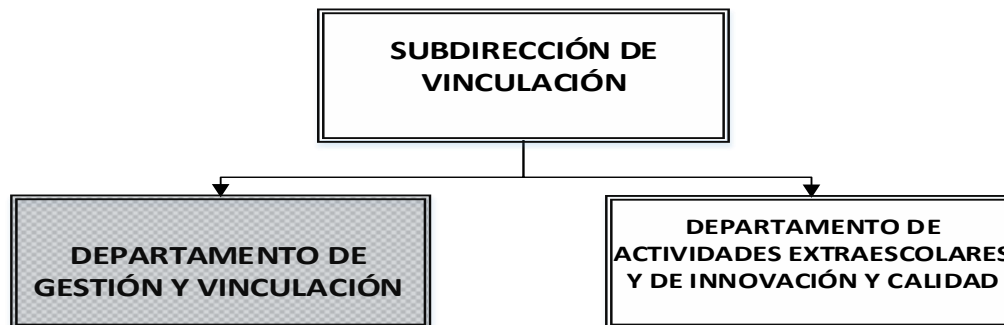 SUBDIRECCIÓN DE
VINCULACIÓN
DEPARTAMENTO DE
GESTIÓN Y VINCULACIÓN
DEPARTAMENTO DE
ACTIVIDADES EXTRAESCOLARES
Y DE INNOVACIÓN Y CALIDAD